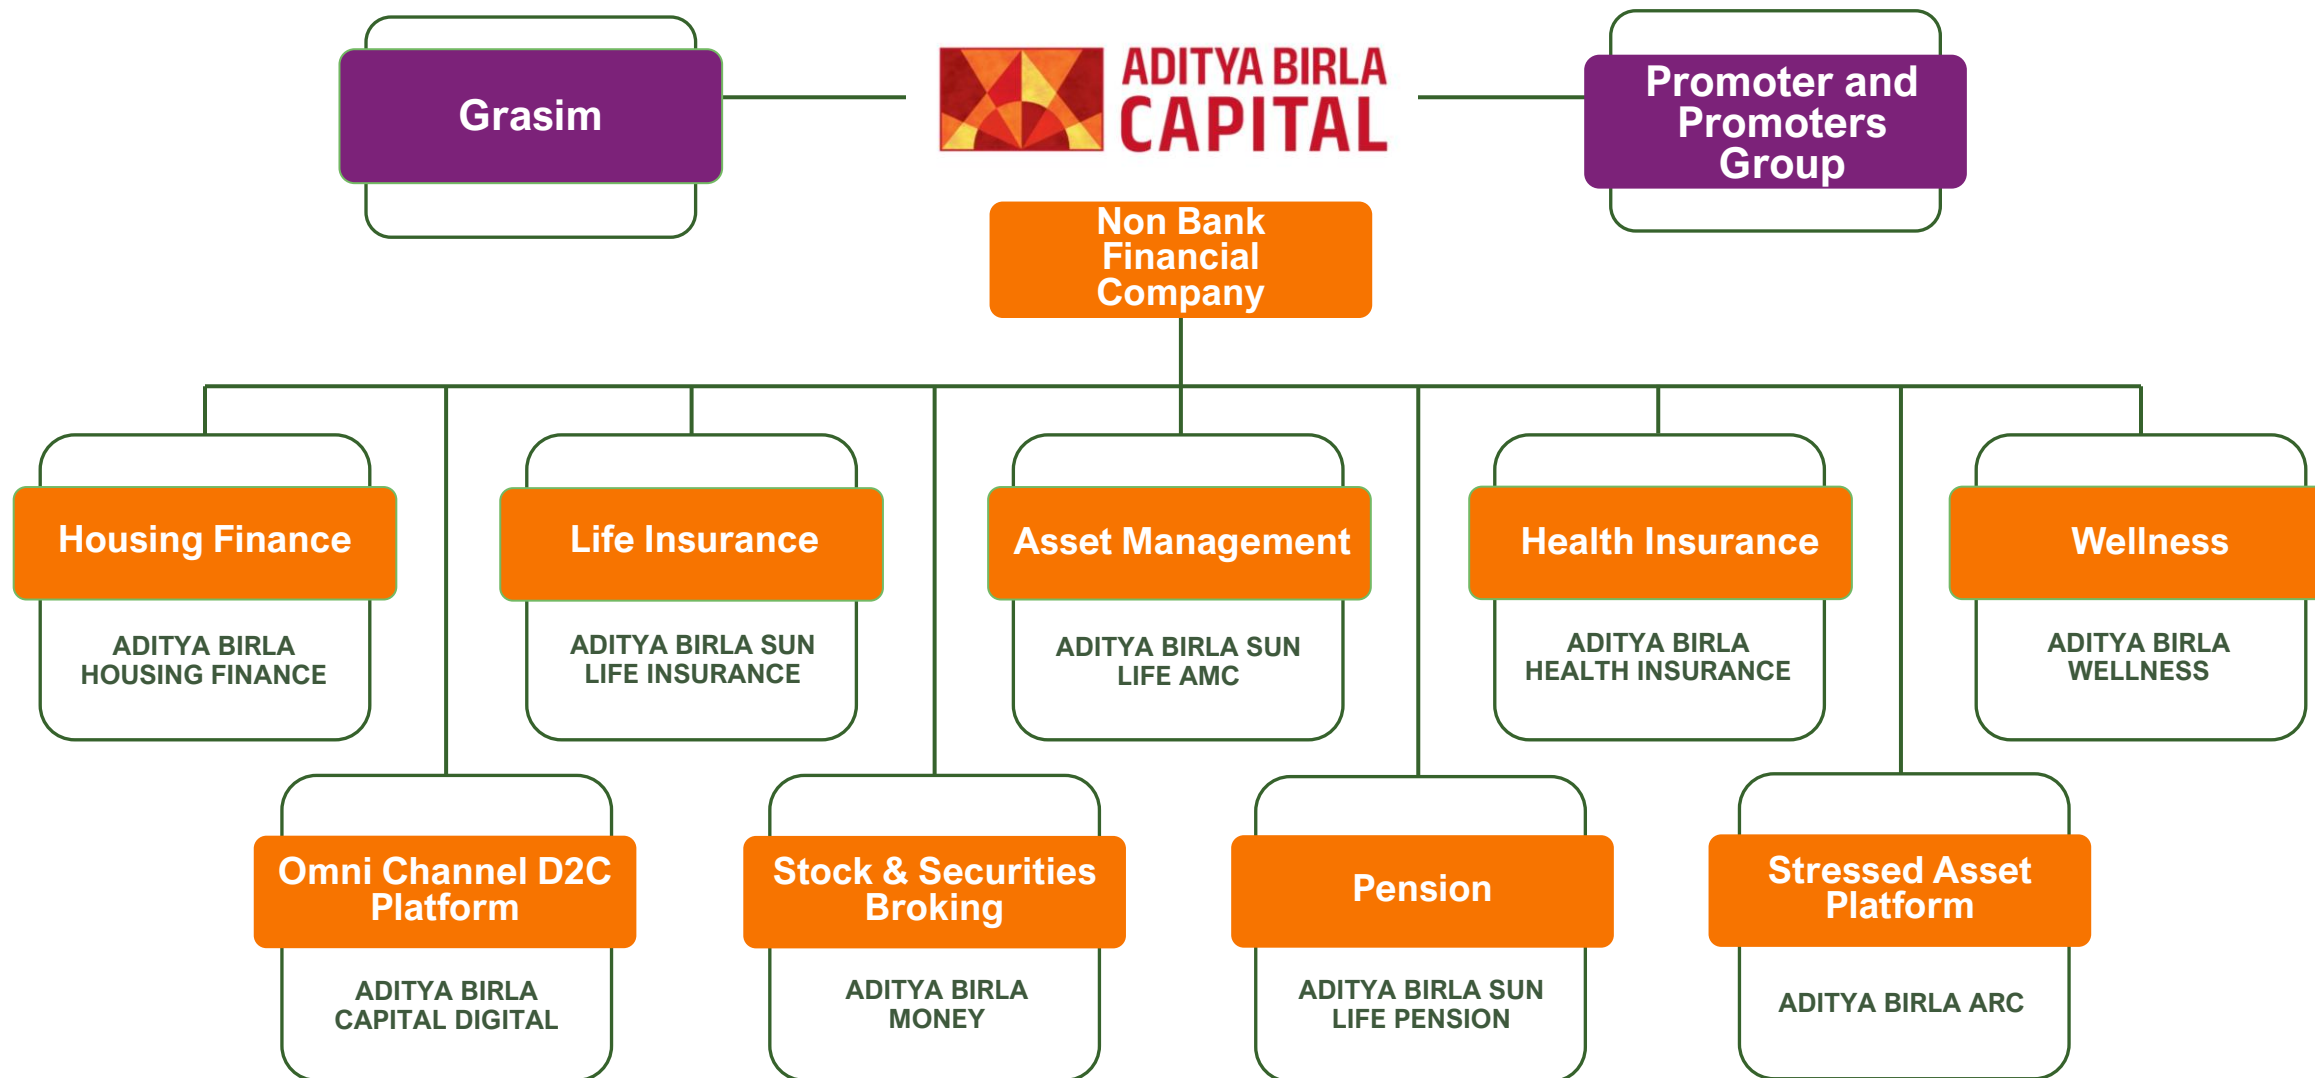 Grasim
ADITYA BIRLA
CAPITAL
Promoter and
Promoters
Group
Non Bank
Financial
Company
Housing Finance
ADITYA BIRLA
HOUSING FINANCE
Life Insurance
ADITYA BIRLA SUN
LIFE INSURANCE
Asset Management
ADITYA BIRLA SUN
LIFE AMC
Health Insurance
ADITYA BIRLA
HEALTH INSURANCE
Wellness
ADITYA BIRLA
WELLNESS
Omni Channel D2C
Platform
ADITYA BIRLA
CAPITAL DIGITAL
Stock & Securities
Broking
ADITYA BIRLA
MONEY
Pension
ADITYA BIRLA SUN
LIFE PENSION
Stressed Asset
Platform
ADITYA BIRLA ARC